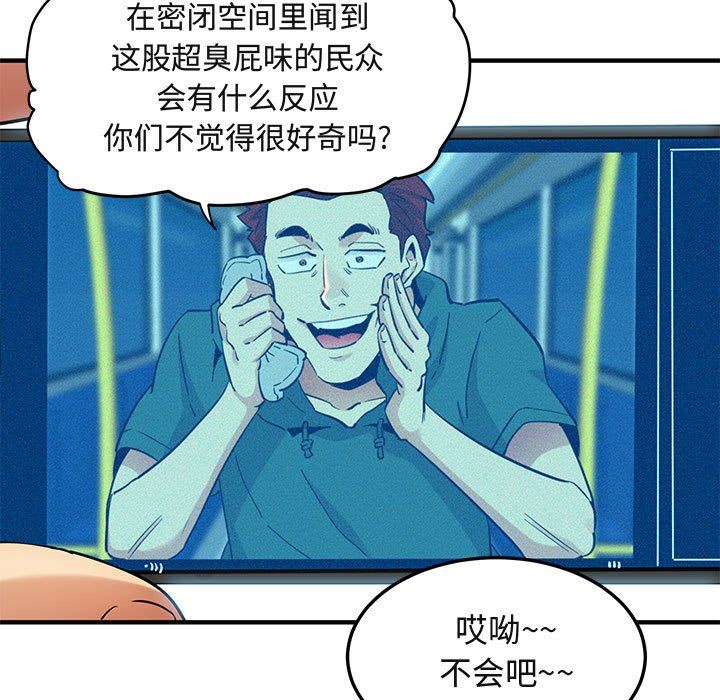 在密闭空间里闻到
这股超臭屁味的民众
会有什么反应
你们不觉得很好奇吗?
哎呦~~
不会吧~~